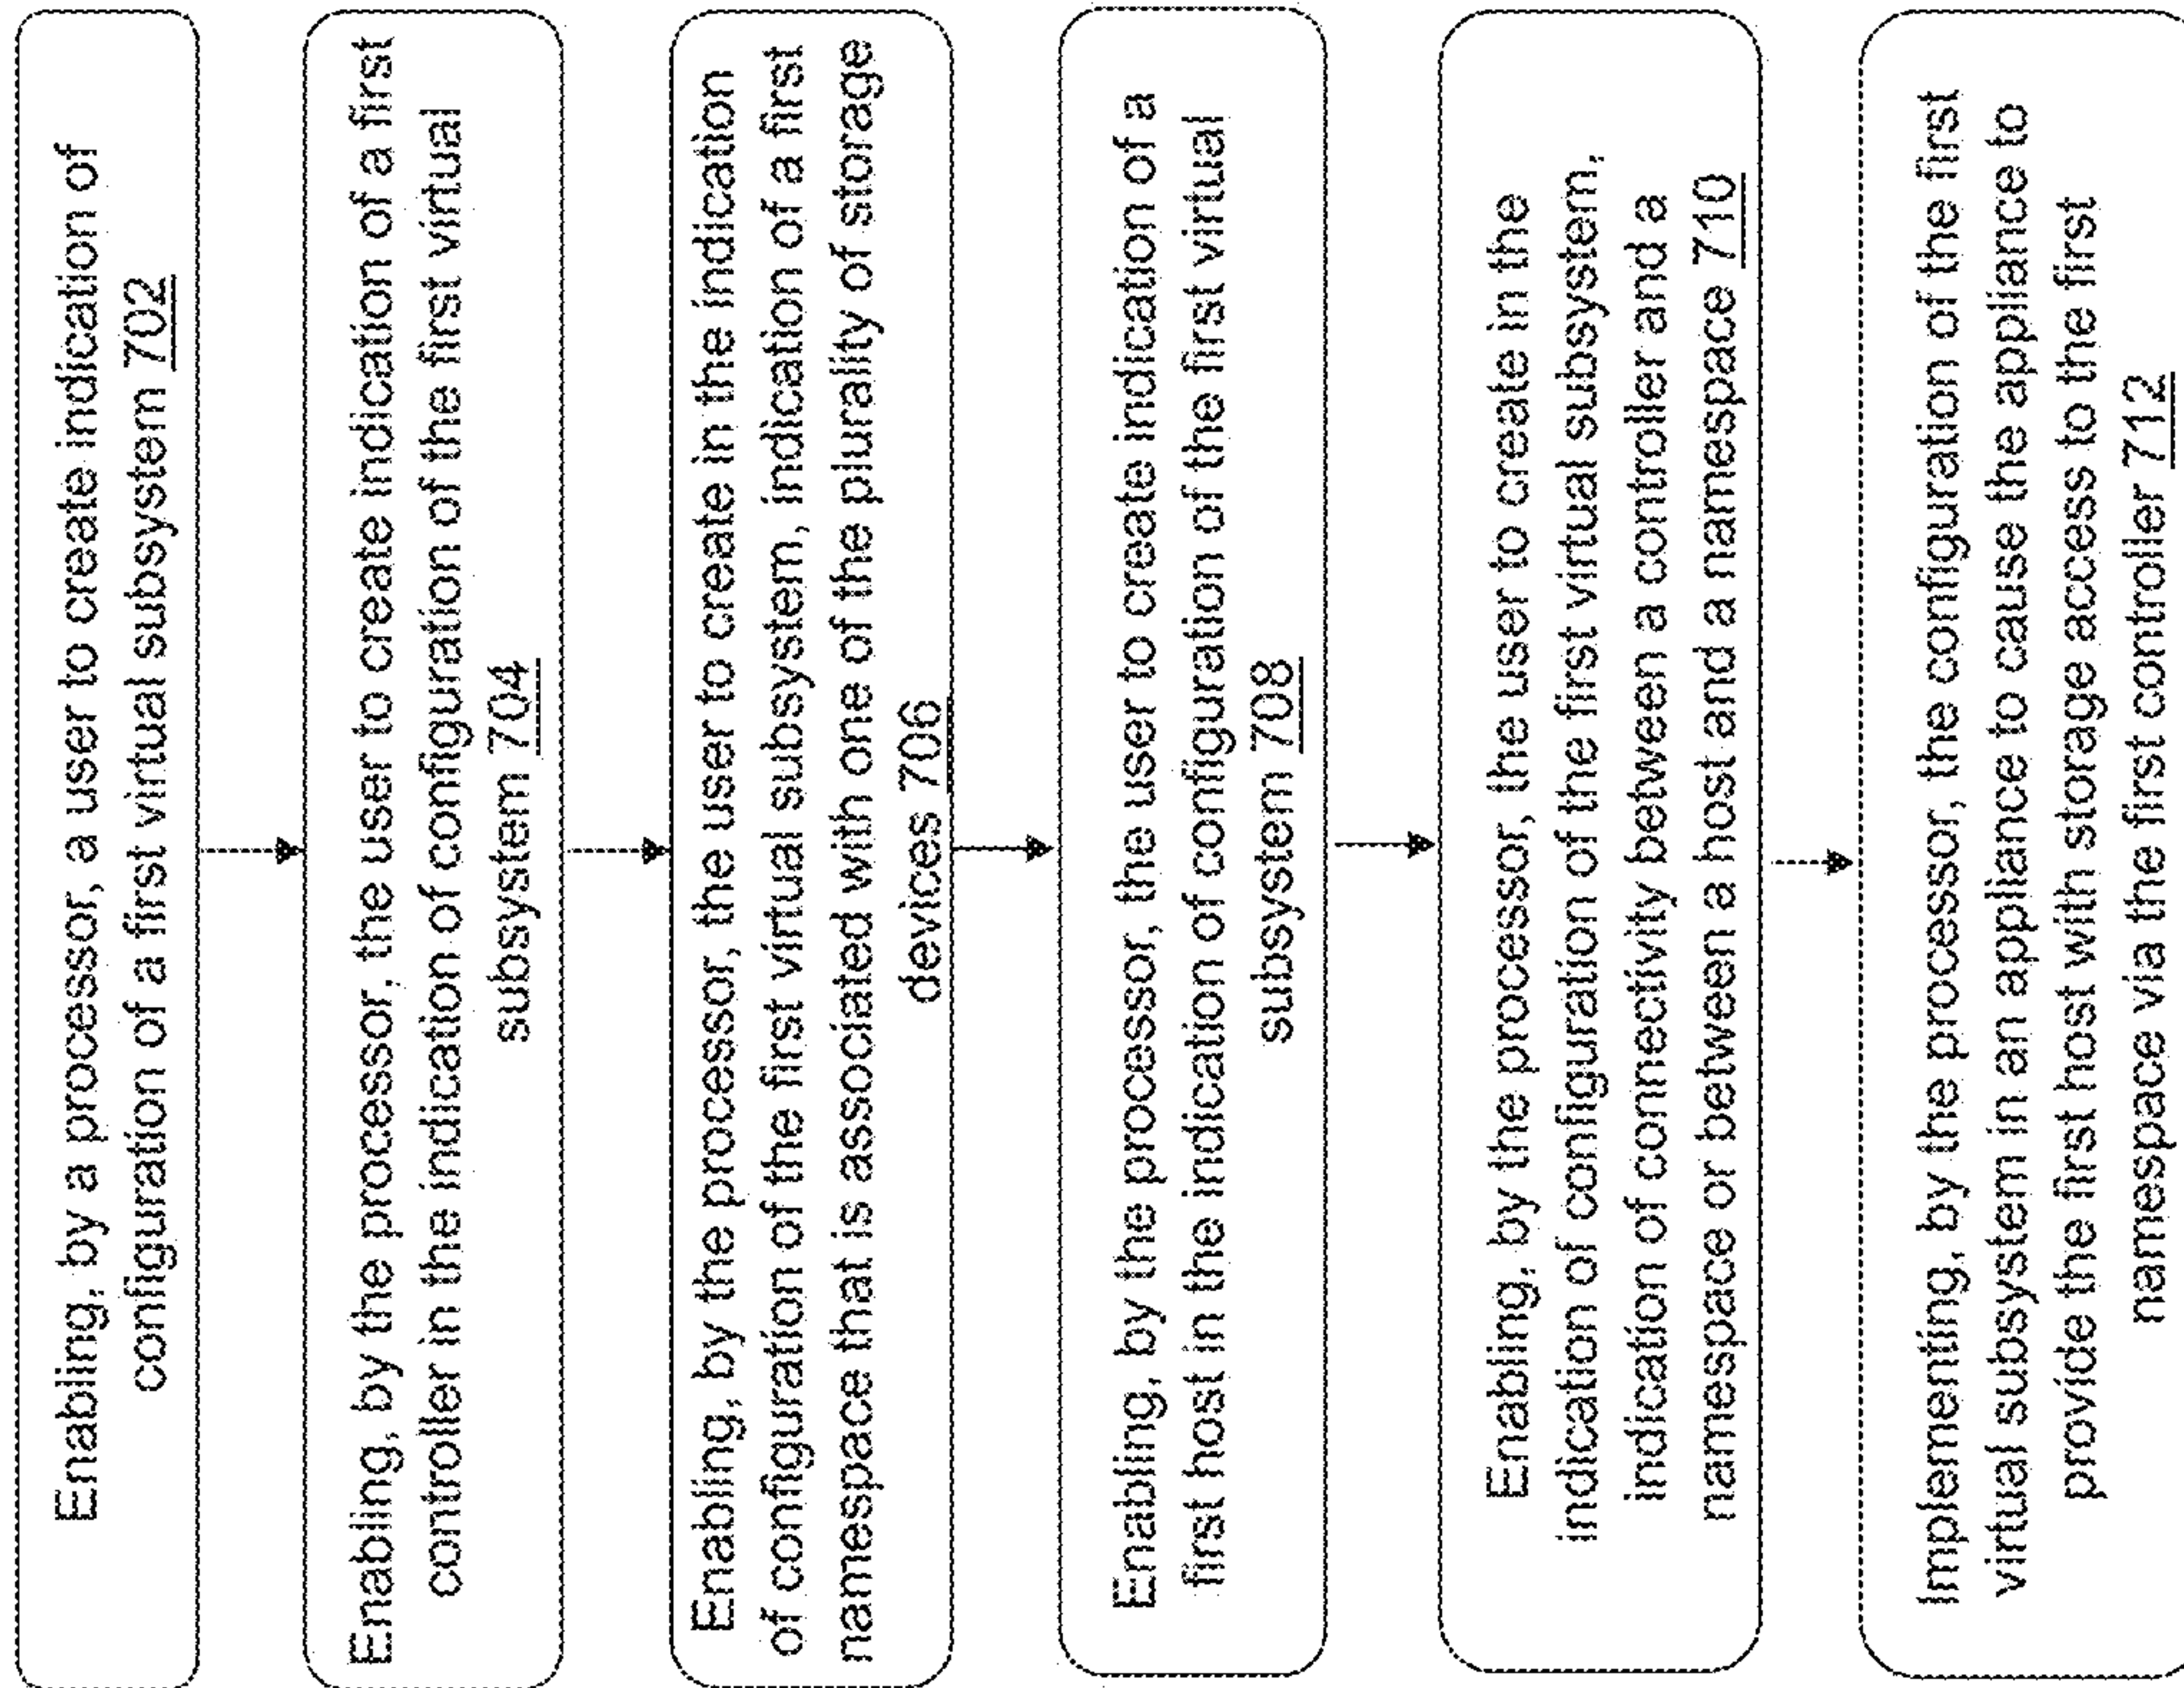 Enabling, by a processor, a user to create indication of
configuration of a first virtual subsystem 702
Enabling, by the processor, the user to create indication of a first
controller in the indication of configuration of the first virtual
subsystem 704
Enabling, by the processor, the user to create in the indication
of configuration of the first virtual subsystem, indication of a first
namespace that is associated with one of the plurality of storage
devices 706
Enabling, by the processor, the user to create indication of a
first host in the indication of configuration of the first virtual
subsystem 708
Enabling, by the processor, the user to create in the
indication of configuration of the first virtual subsystem,
indication of connectivity between a controller and a
namespace or between a host and a namespace 710
Implementing, by the processor, the configuration of the first
virtual subsystem in an appliance to cause the appliance to
provide the first host with storage access to the first
namespace via the first controller 712